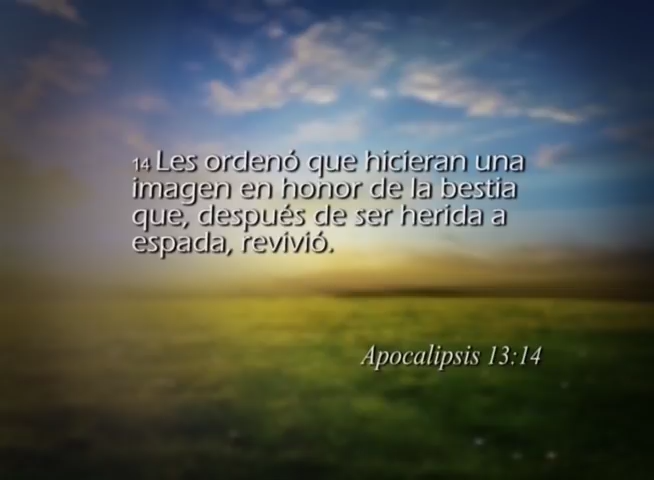 14 Les ordenó que hicieran una
imagen en honor de la bestia
que, después de ser herida a
espada, revivió.
Apocalipsis 13:14